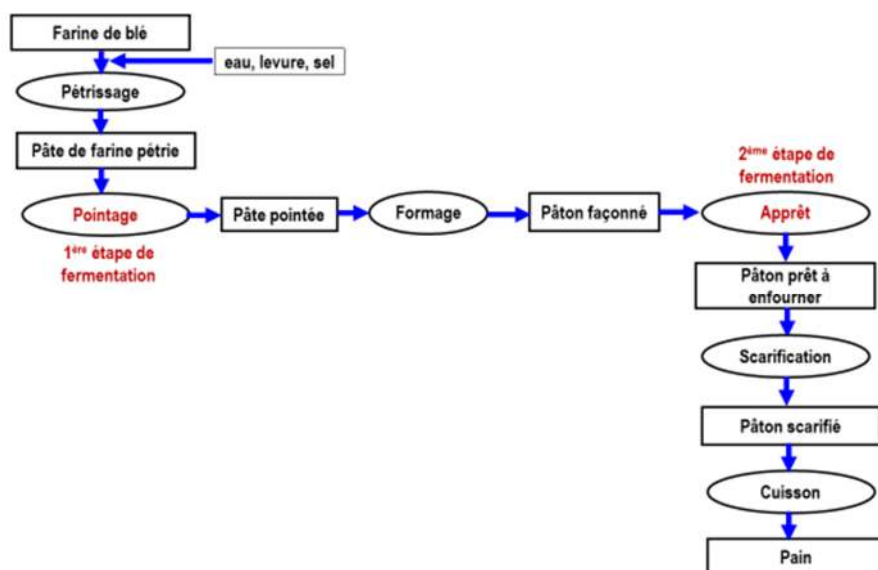 Farine de blé
eau, levure, sel
Pétrissage
Pâte de farine pétrie
Pointage
1ère étape de
fermentation
Pâte pointée
Formage
Pâton façonné
2ème étape de
fermentation
Apprêt
Pâton prêt à
enfourner
Scarification
Pâton scarifié
Cuisson
Pain